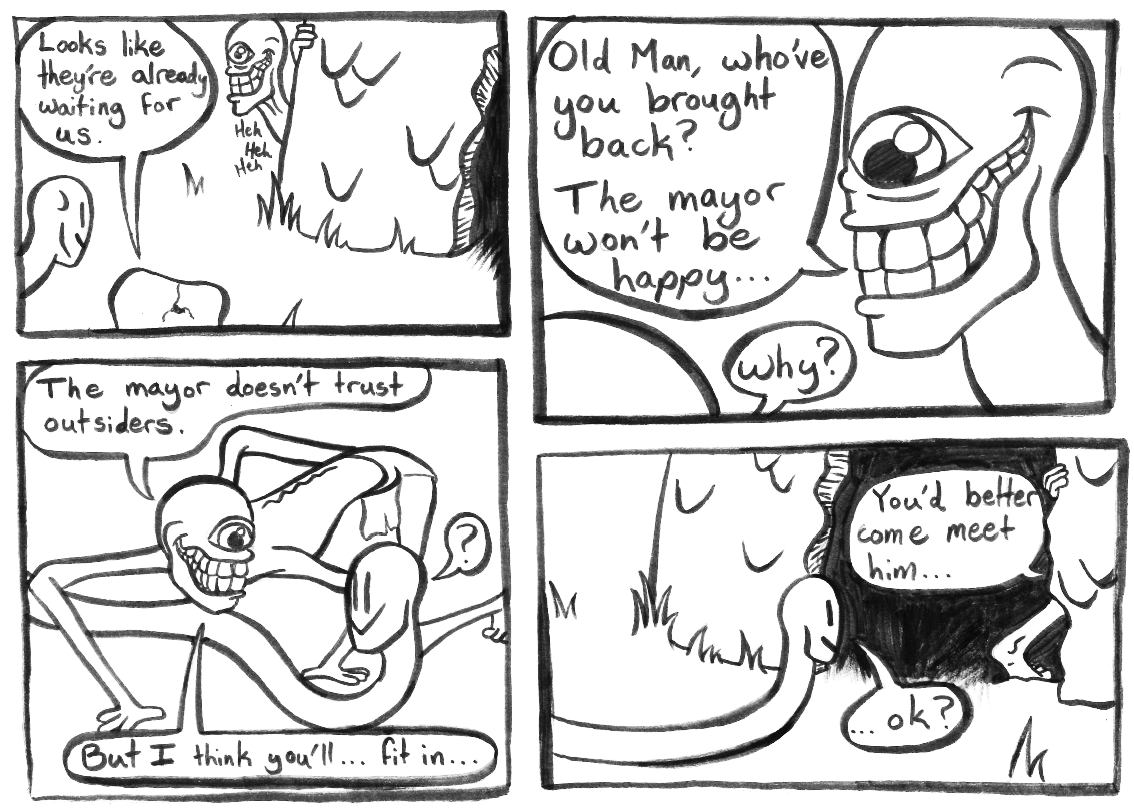 Looks like
they're already
waiting for
us.
Heh
Heh
Heh
Old Man, who've
you brought
back?
The mayor
won't be
happy...
why?
The mayor doesn't trust
outsiders.
?
But I think you'll... fit in...
You'd better
come meet
him...
... ok?